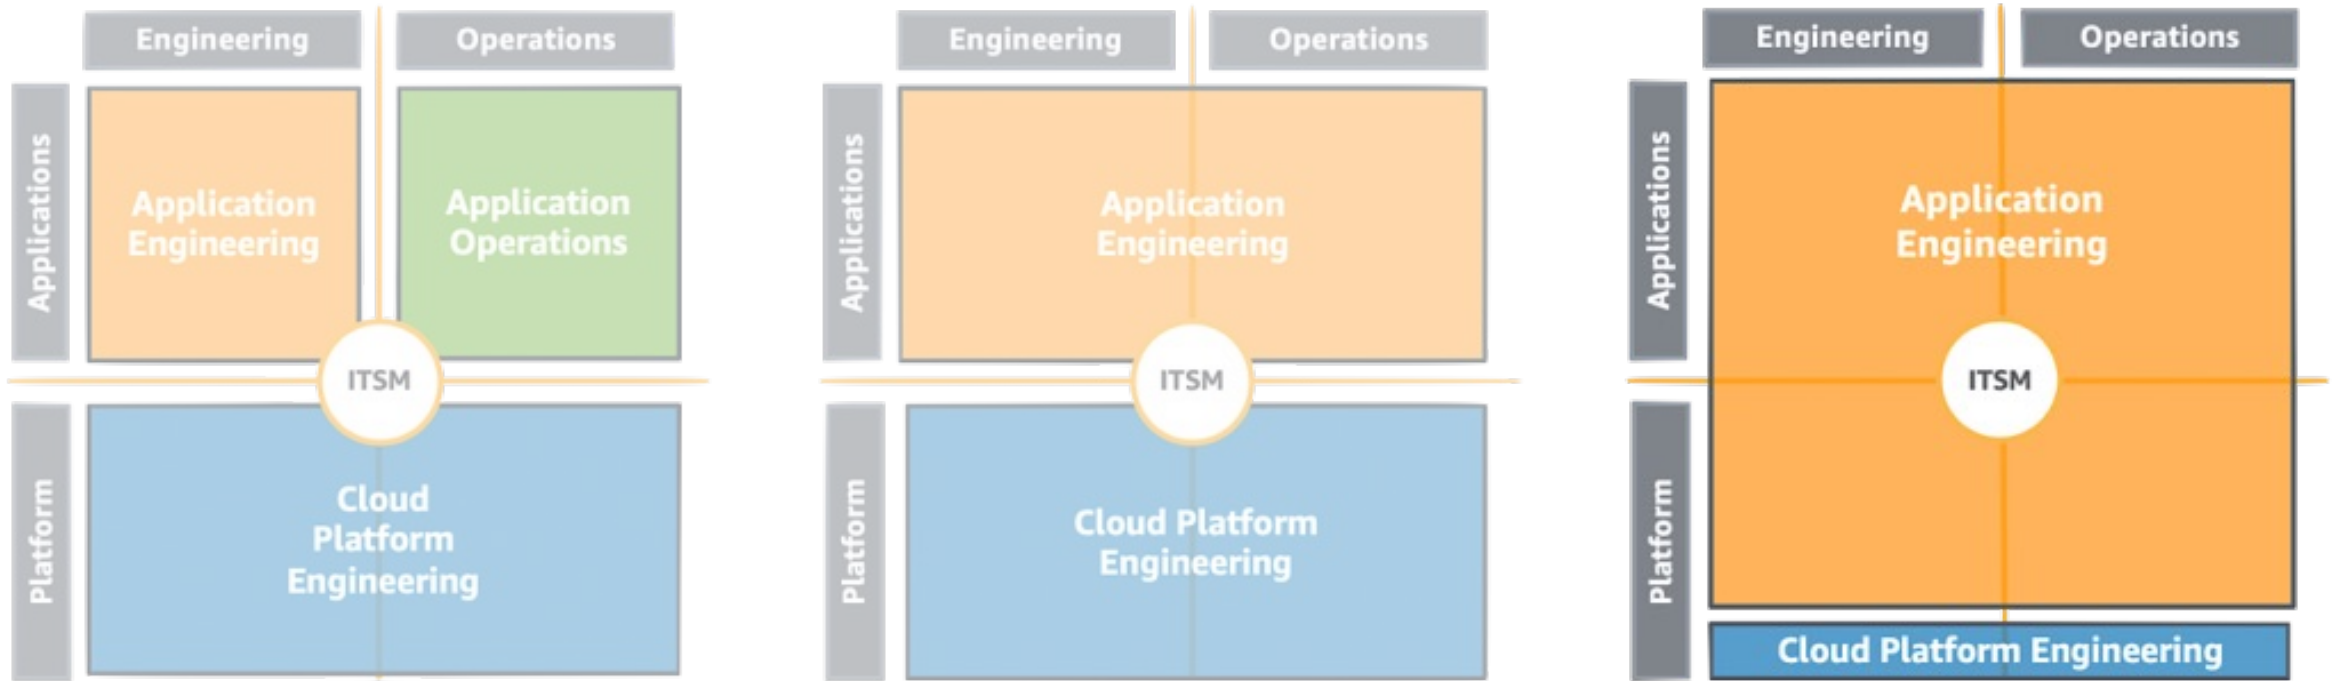 Engineering
Operations
Applications
Application
Engineering
Application
Operations
ITSM
Platform
Cloud
Platform
Engineering
Engineering
Operations
Applications
Application
Engineering
ITSM
Platform
Cloud Platform
Engineering
Engineering
Operations
Applications
Application
Engineering
ITSM
Platform
Cloud Platform Engineering